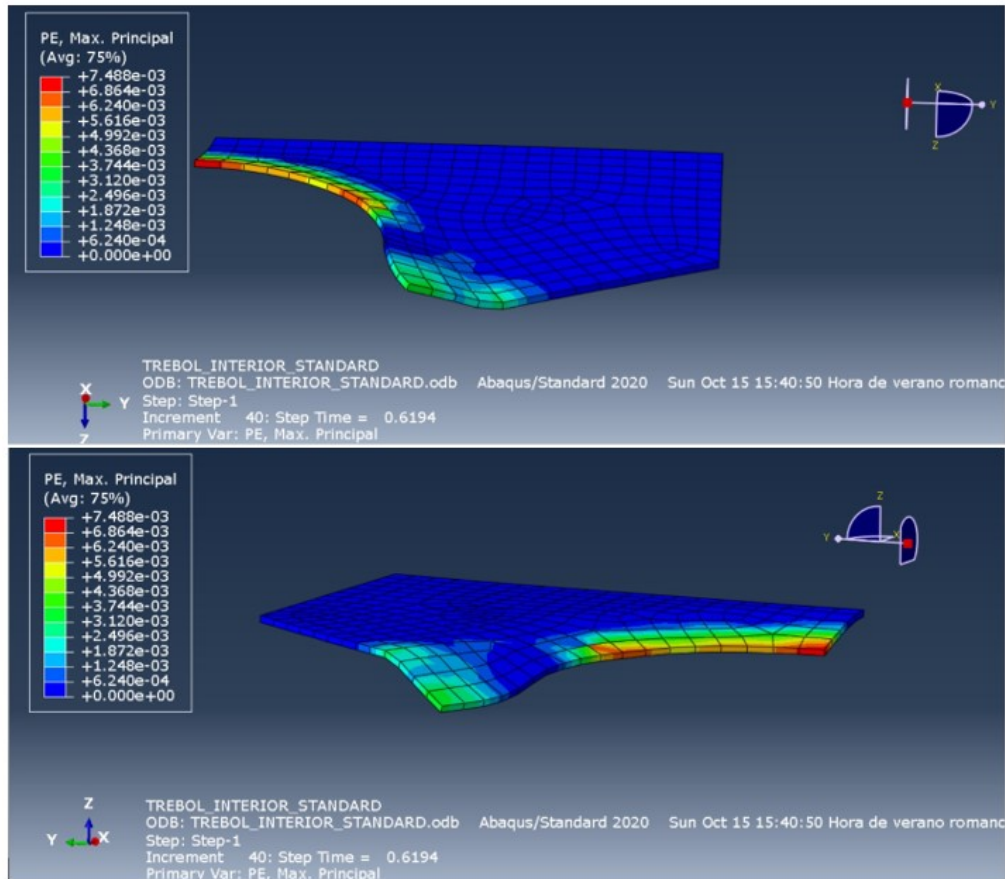 PE, Max. Principal
(Avg: 75%)
+7.488e-03
+6.864e-03
+6.240e-03
+5.616e-03
+4.992e-03
+4.368e-03
+3.744e-03
+3.120e-03
+2.496e-03
+1.872e-03
+1.248e-03
+6.240e-04
+0.000e+00
X
Y
Z
TREBOL_INTERIOR_STANDARD
ODB: TREBOL_INTERIOR_STANDARD.odb Abaqus/Standard 2020 Sun Oct 15 15:40:50 Hora de verano romanc
Step: Step-1
Increment 40: Step Time = 0.6194
Primary Var: PE, Max. Principal
X
Y
Z
PE, Max. Principal
(Avg: 75%)
+7.488e-03
+6.864e-03
+6.240e-03
+5.616e-03
+4.992e-03
+4.368e-03
+3.744e-03
+3.120e-03
+2.496e-03
+1.872e-03
+1.248e-03
+6.240e-04
+0.000e+00
Z
Y
X
TREBOL_INTERIOR_STANDARD
ODB: TREBOL_INTERIOR_STANDARD.odb Abaqus/Standard 2020 Sun Oct 15 15:40:50 Hora de verano romanc
Step: Step-1
Increment 40: Step Time = 0.6194
Primary Var: PE, Max. Principal
Z
Y
X